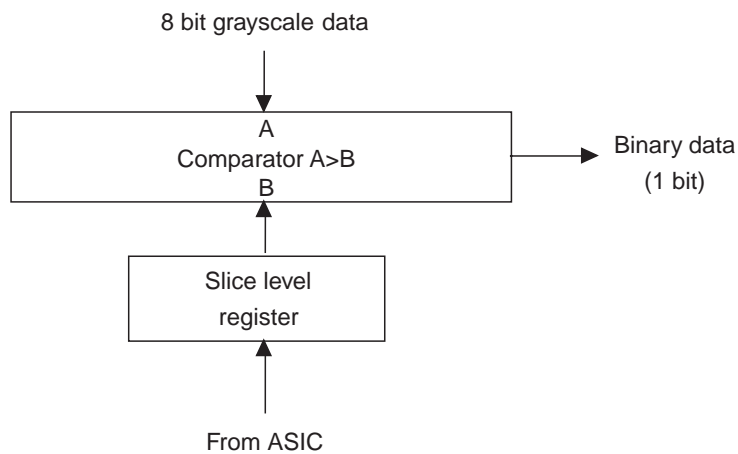 8 bit grayscale data
A
Comparator A>B
B
Binary data
(1 bit)
Slice level
register
From ASIC